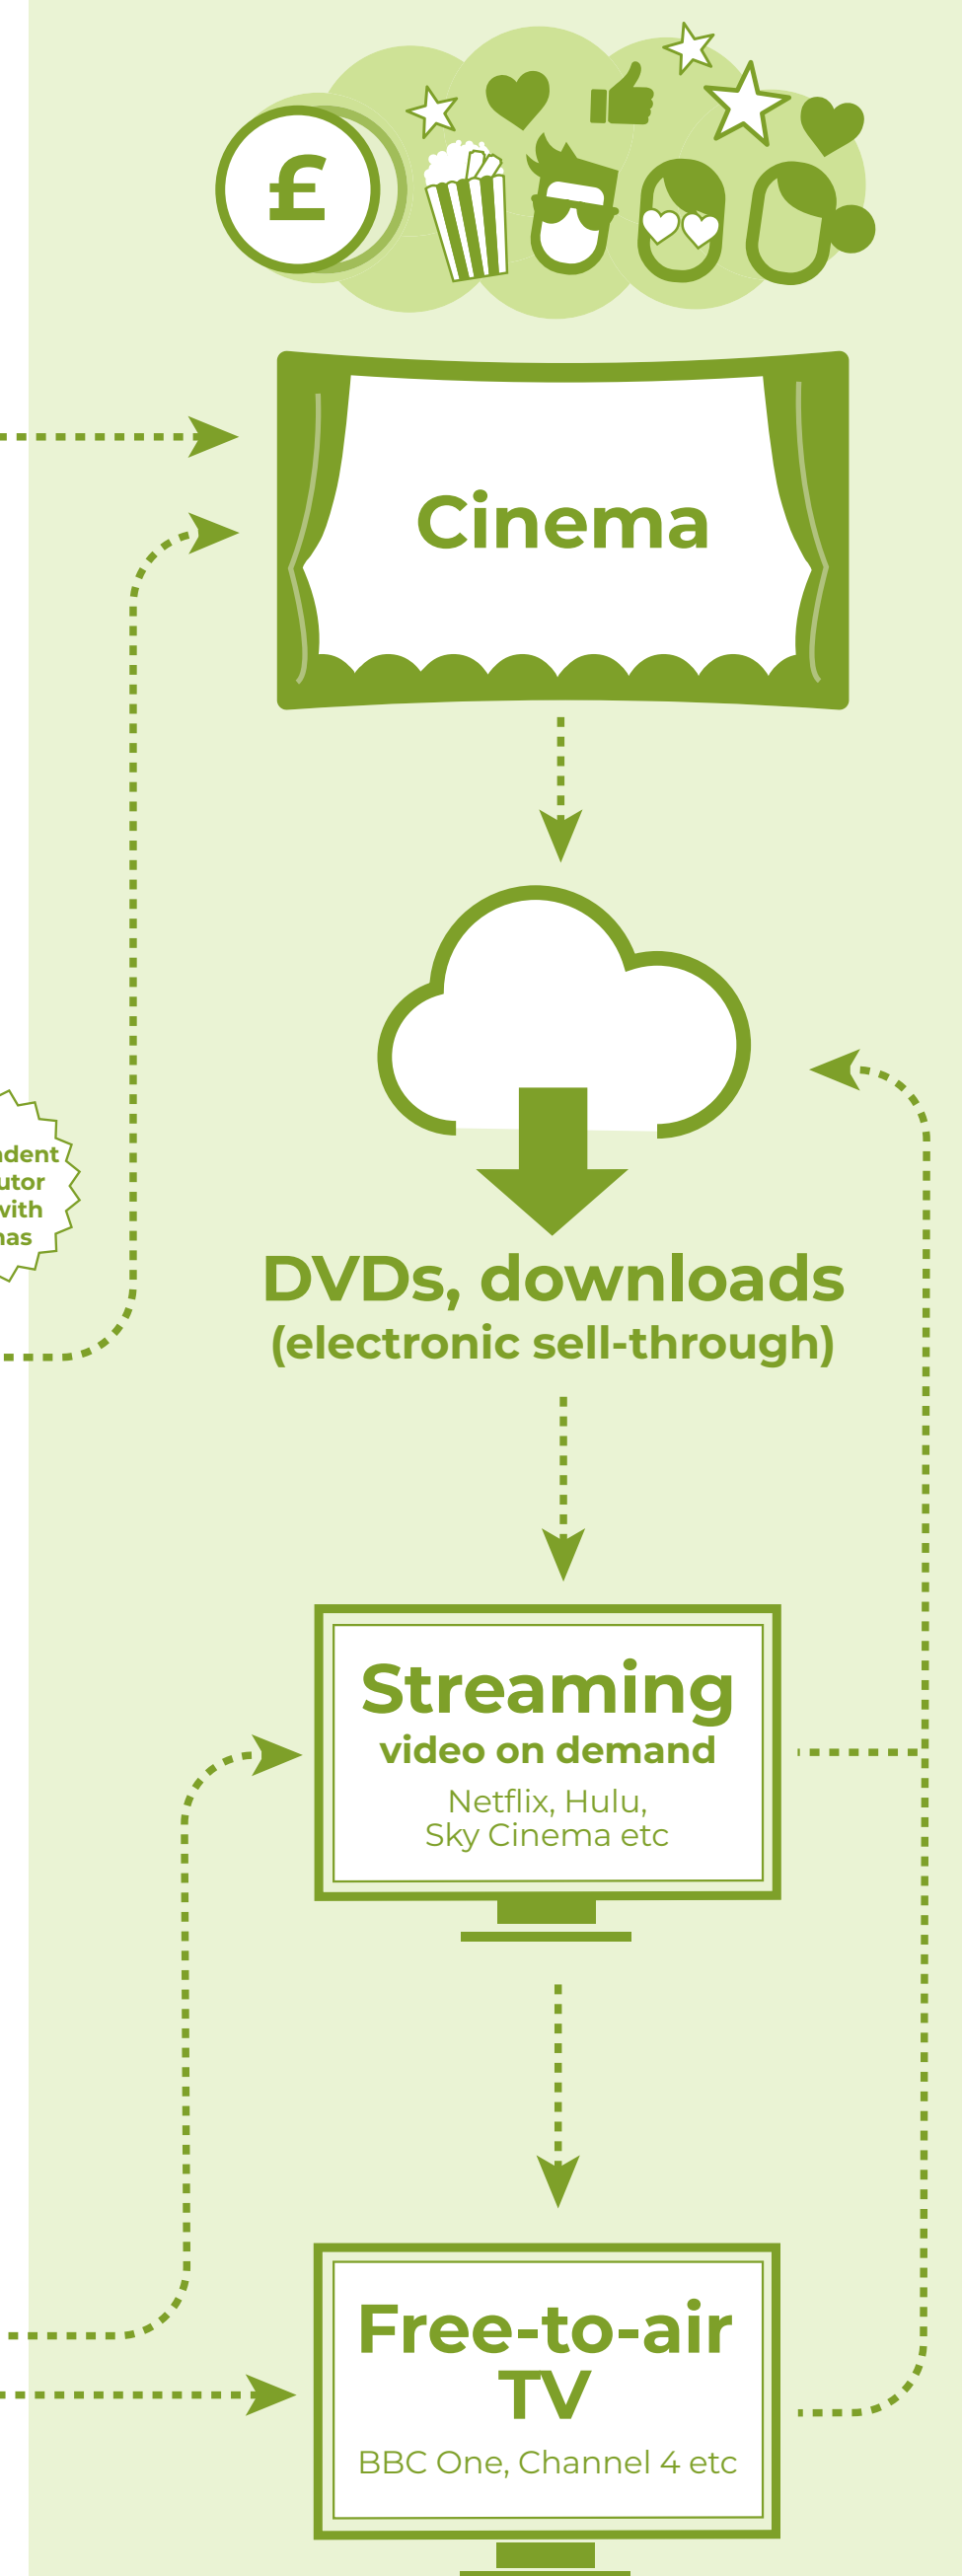 £
Cinema
with
DVDs, downloads
(electronic sell-through)
Streaming
video on demand
Netflix, Hulu,
Sky Cinema etc
Free-to-air
TV
BBC One, Channel 4 etc